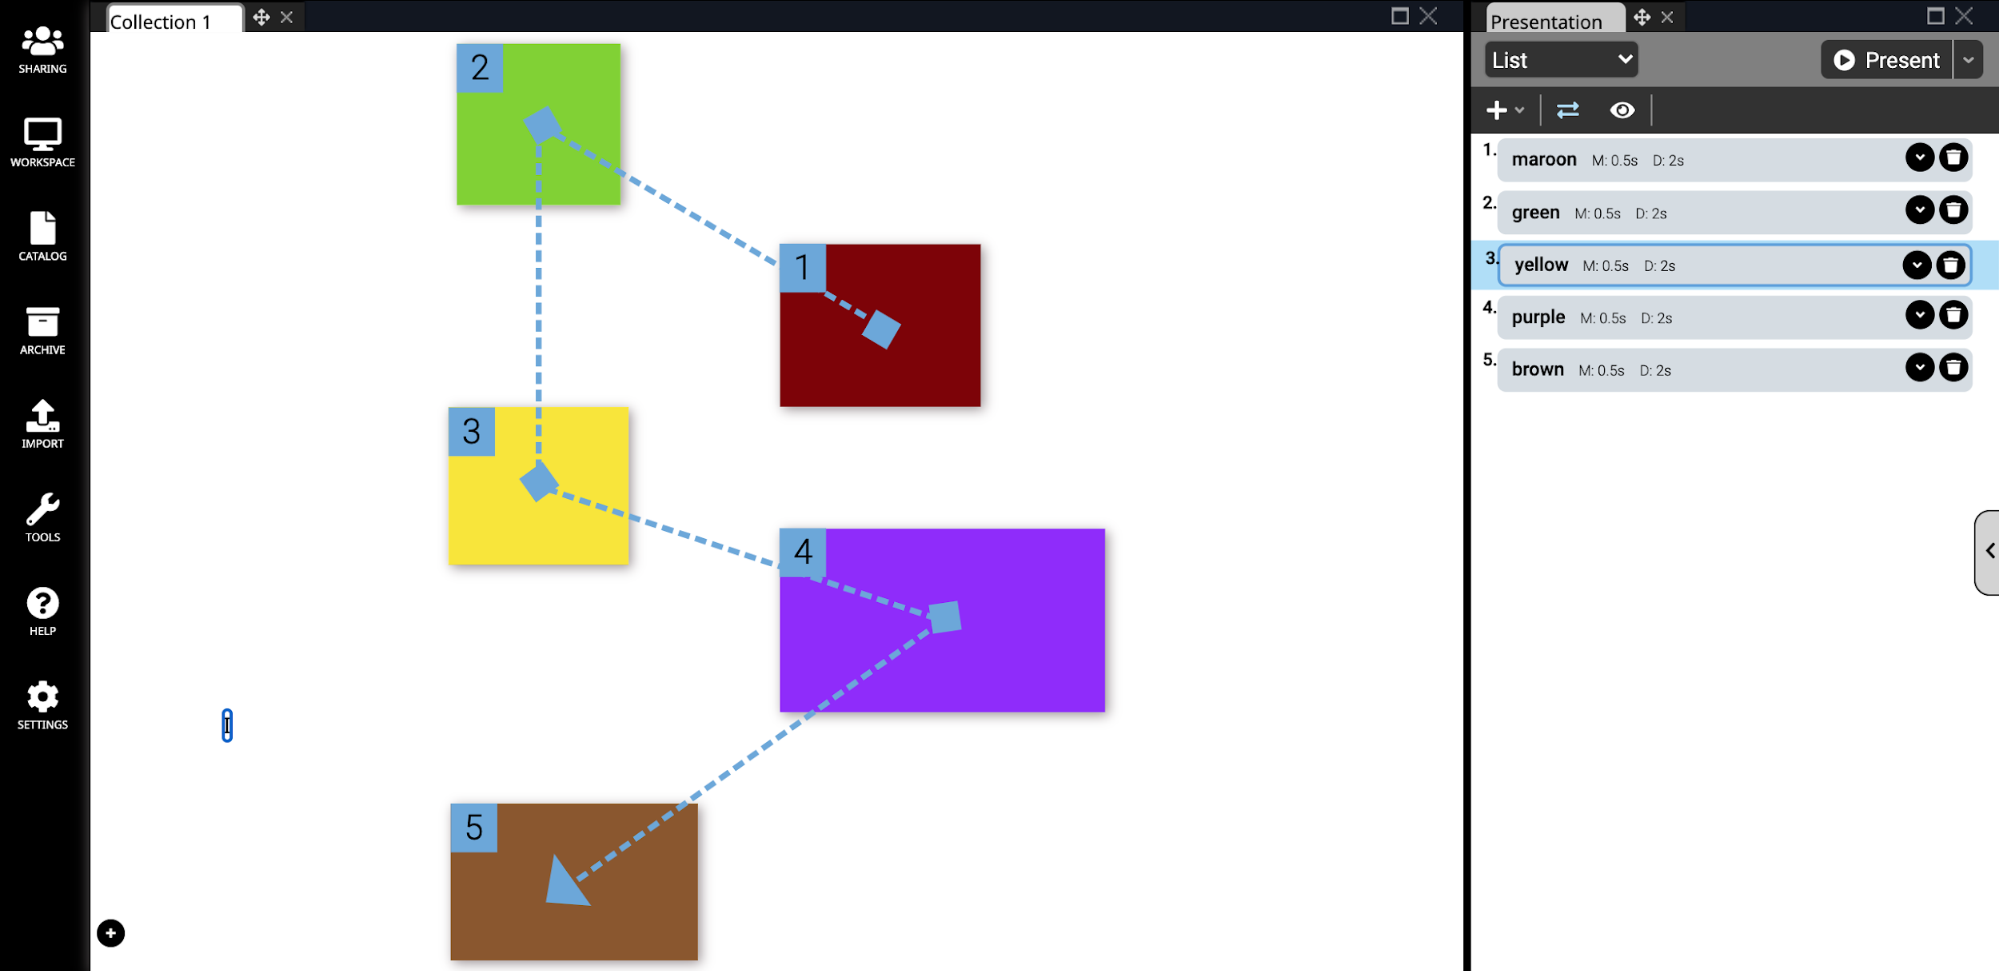 Collection 1
Presentation
SHARING
WORKSPACE
CATALOG
ARCHIVE
IMPORT
TOOLS
HELP
SETTINGS
2
1
3
4
5
List
Present
1. maroon M: 0.5s D: 2s
2. green M: 0.5s D: 2s
3. yellow M: 0.5s D: 2s
4. purple M: 0.5s D: 2s
5. brown M: 0.5s D: 2s